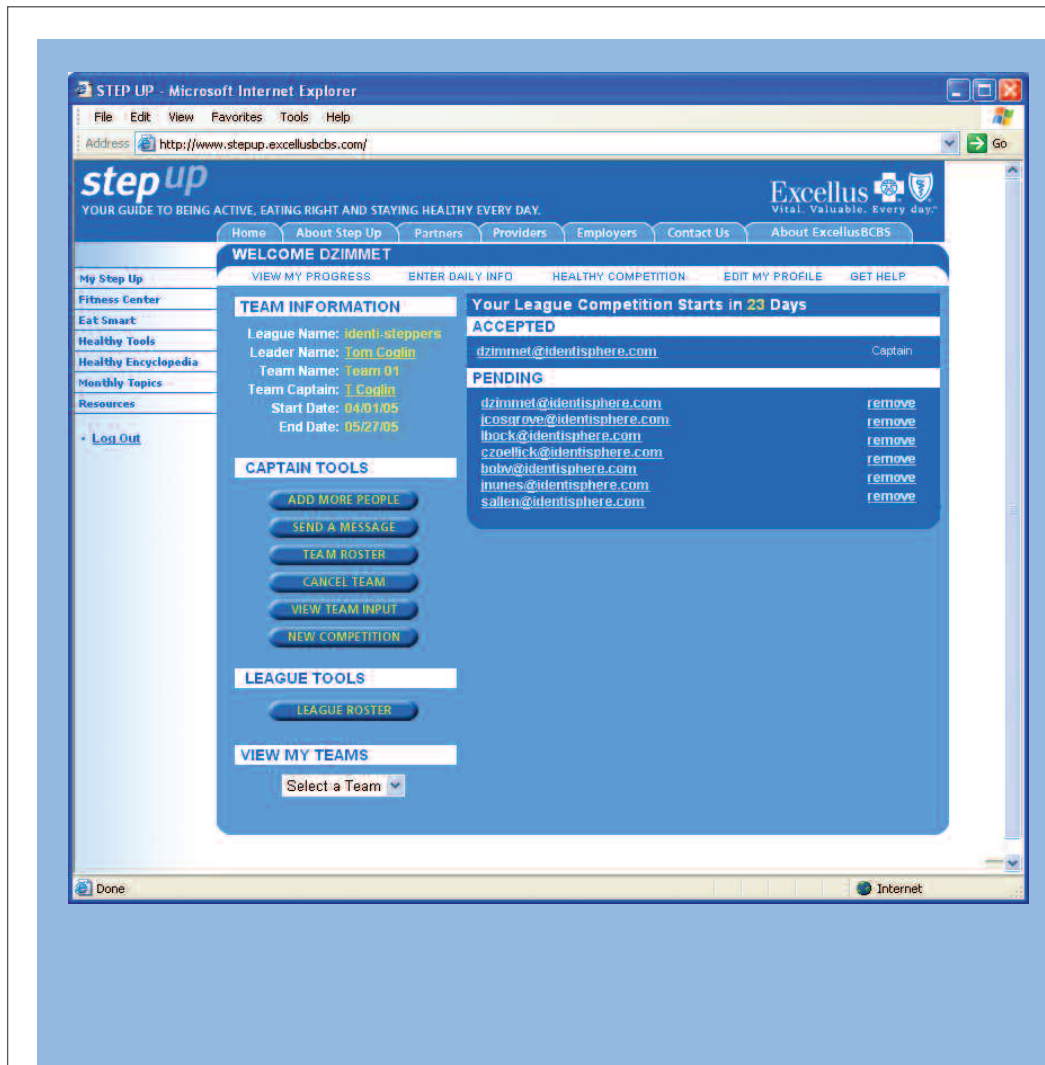 STEP UP - Microsoft Internet Explorer
File Edit View Favorites Tools Help
Address http://www.stepup.excellusbcbs.com/ Go
step up
YOUR GUIDE TO BEING ACTIVE, EATING RIGHT AND STAYING HEALTHY EVERY DAY.
Excellus
Vital. Valuable. Every day.
Home About Step Up Partners Providers Employers Contact Us About ExcellusBCBS
WELCOME DZIMMET
VIEW MY PROGRESS ENTER DAILY INFO HEALTHY COMPETITION EDIT MY PROFILE GET HELP
My Step Up
Fitness Center
Eat Smart
Healthy Tools
Healthy Encyclopedia
Monthly Topics
Resources
Log Out
TEAM INFORMATION
League Name: identi-steppers
Leader Name: Tom Coglin
Team Name: Team 01
Team Captain: T Coglin
Start Date: 04/01/05
End Date: 05/27/05
CAPTAIN TOOLS
ADD MORE PEOPLE
SEND A MESSAGE
TEAM ROSTER
CANCEL TEAM
VIEW TEAM INPUT
NEW COMPETITION
LEAGUE TOOLS
LEAGUE ROSTER
VIEW MY TEAMS
Select a Team
Your League Competition Starts in 23 Days
ACCEPTED
dzimmet@identisphere.com Captain
PENDING
dzimmet@identisphere.com remove
jcosgrove@identisphere.com remove
lbock@identisphere.com remove
czoellick@identisphere.com remove
bobv@identisphere.com remove
jnunes@identisphere.com remove
sallen@identisphere.com
Done Internet